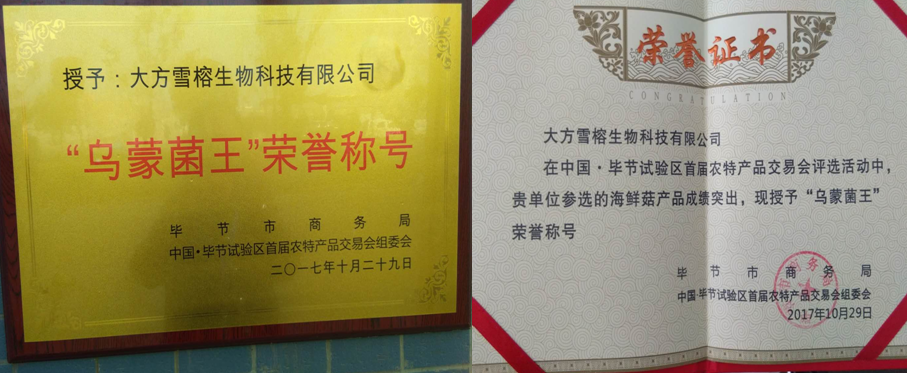 授予：大方雪榕生物科技有限公司
“乌蒙菌王”荣誉称号
毕节市商务局
中国·毕节试验区首届农特产品交易会组委会
二〇一七年十月二十九日
荣誉证书
CONGRATULATION
大方雪榕生物科技有限公司
在中国·毕节试验区首届农特产品交易会评选活动中，
贵单位参选的海鲜菇产品成绩突出，现授予“乌蒙菌王”
荣誉称号
毕节市商务局
中国·毕节试验区首届农特产品交易会组委会
2017年10月29日